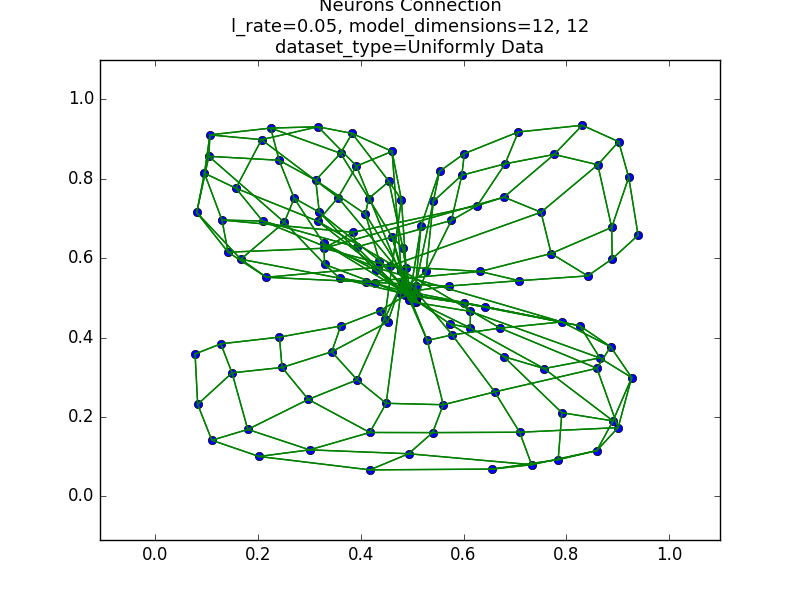 Neurons Connection
l_rate=0.05, model_dimensions=12, 12
dataset_type=Uniformly Data
1.0
0.8
0.6
0.4
0.2
0.0
0.0 0.2 0.4 0.6 0.8 1.0